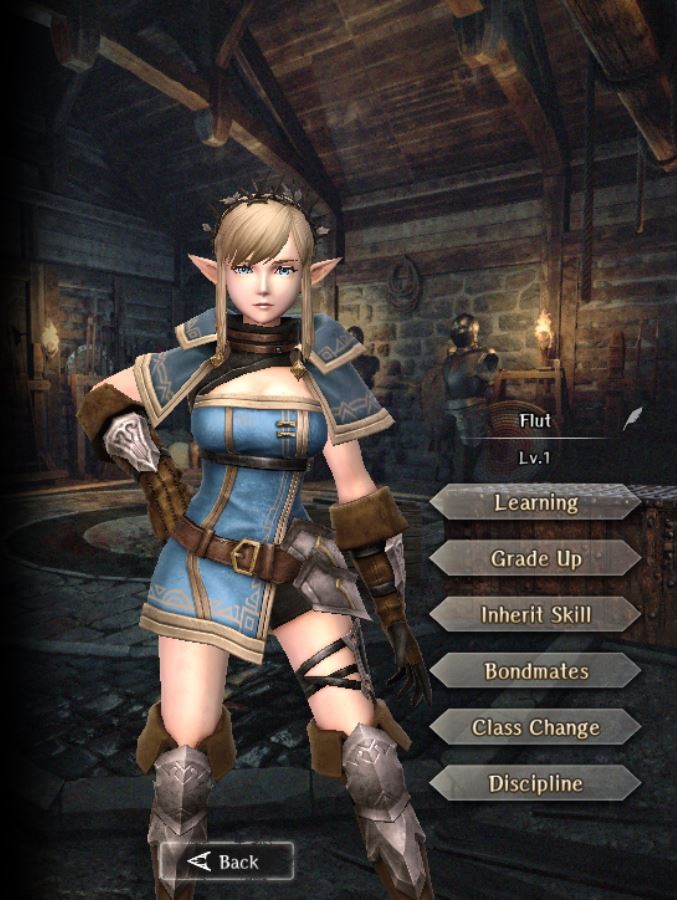 Flut
Lv.1
Learning
Grade Up
Inherit Skill
Bondmates
Class Change
Discipline
Back